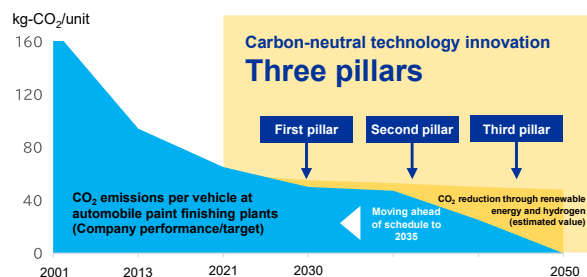 kg-CO2/unit
160
120
80
40
0
Carbon-neutral technology innovation
Three pillars
First pillar
Second pillar
Third pillar
CO2 emissions per vehicle at
automobile paint finishing plants
(Company performance/target)
Moving ahead
of schedule to
2035
CO2 reduction through renewable
energy and hydrogen
(estimated value)
2001
2013
2021
2030
2050